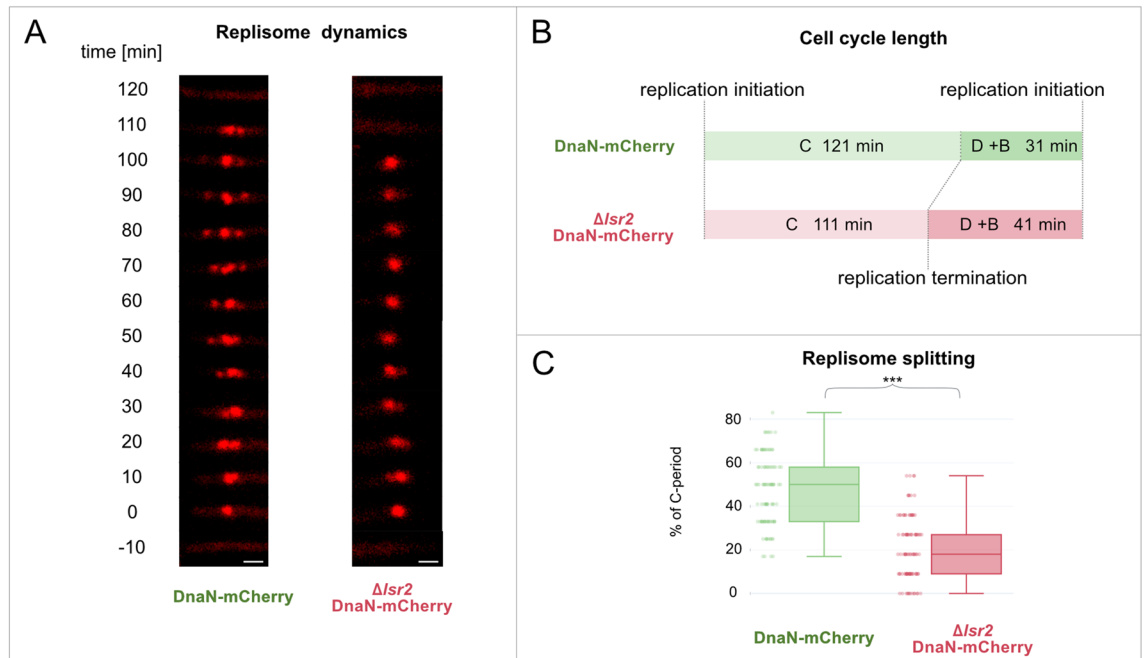 A
Replisome dynamics
time [min]
120
110
100
90
80
70
60
50
40
30
20
10
0
-10
DnaN-mCherry
Δlsr2
DnaN-mCherry
B
Cell cycle length
replication initiation
replication initiation
DnaN-mCherry
C 121 min
D +B 31 min
Δlsr2
DnaN-mCherry
C 111 min
D +B 41 min
replication termination
C
Replisome splitting
***
% of C-period
80
60
40
20
0
DnaN-mCherry
Δlsr2
DnaN-mCherry